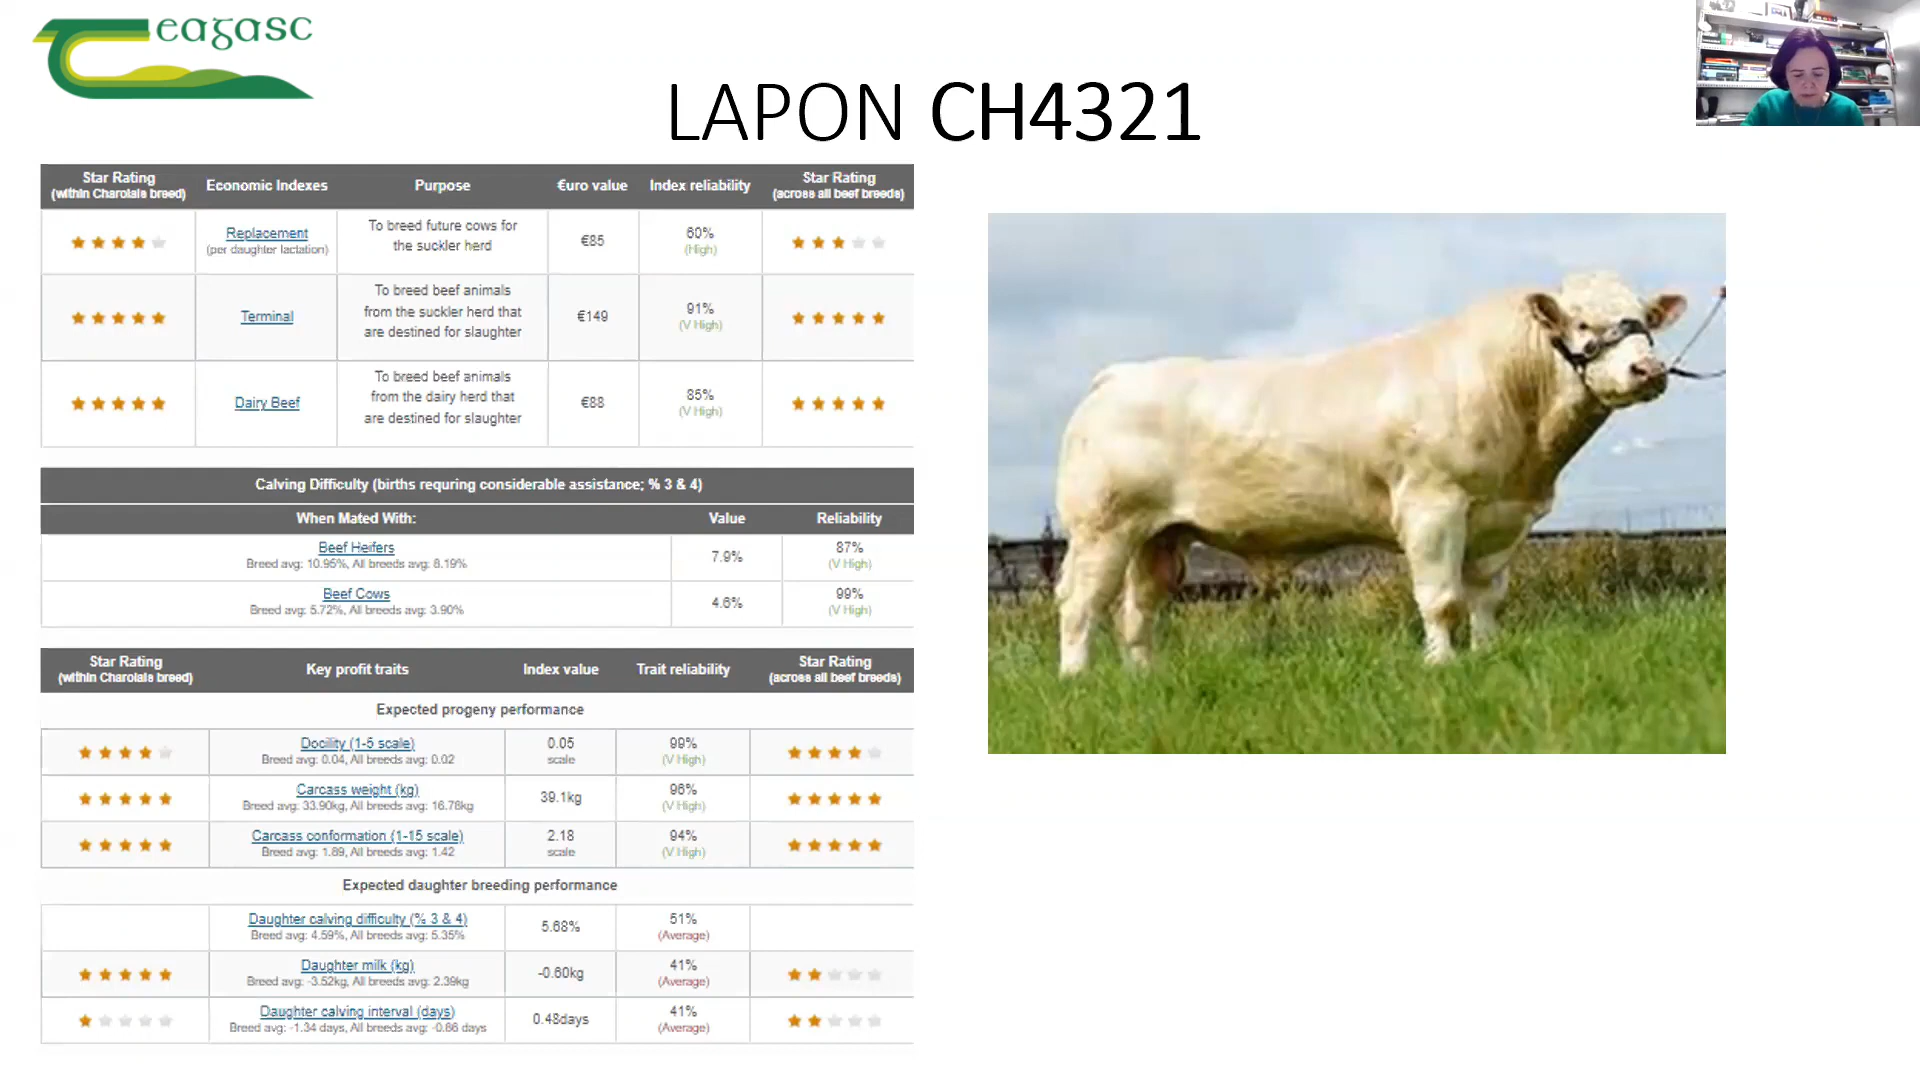 eagasc
LAPON CH4321
Star Rating
(within Charolais breed)
Economic Indexes
Purpose
€uro value
Index reliability
Star Rating
(across all beef breeds)
Replacement
(per daughter lactation)
To breed future cows for
the suckler herd
€85
60%
(High)
Terminal
To breed beef animals
from the suckler herd that
are destined for slaughter
€149
91%
(V High)
Dairy Beef
To breed beef animals
from the dairy herd that
are destined for slaughter
€88
85%
(V High)
Calving Difficulty (births requring considerable assistance; % 3 & 4)
When Mated With:
Value
Reliability
Beef Heifers
Breed avg: 10.95%, All breeds avg: 8.19%
7.9%
87%
(V High)
Beef Cows
Breed avg: 5.72%, All breeds avg: 3.90%
4.6%
99%
(V High)
Star Rating
(within Charolais breed)
Key profit traits
Index value
Trait reliability
Star Rating
(across all beef breeds)
Expected progeny performance
Docility (1-5 scale)
Breed avg: 0.04, All breeds avg: 0.02
0.05
scale
99%
(V High)
Carcass weight (kg)
Breed avg: 33.90kg, All breeds avg: 16.78kg
39.1kg
96%
(V High)
Carcass conformation (1-15 scale)
Breed avg: 1.89, All breeds avg: 1.42
2.18
scale
94%
(V High)
Expected daughter breeding performance
Daughter calving difficulty (% 3 & 4)
Breed avg: 4.59%, All breeds avg: 5.35%
5.68%
51%
(Average)
Daughter milk (kg)
Breed avg: -3.52kg, All breeds avg: 2.39kg
-0.60kg
41%
(Average)
Daughter calving interval (days)
Breed avg: -1.34 days, All breeds avg: -0.86 days
0.48days
41%
(Average)